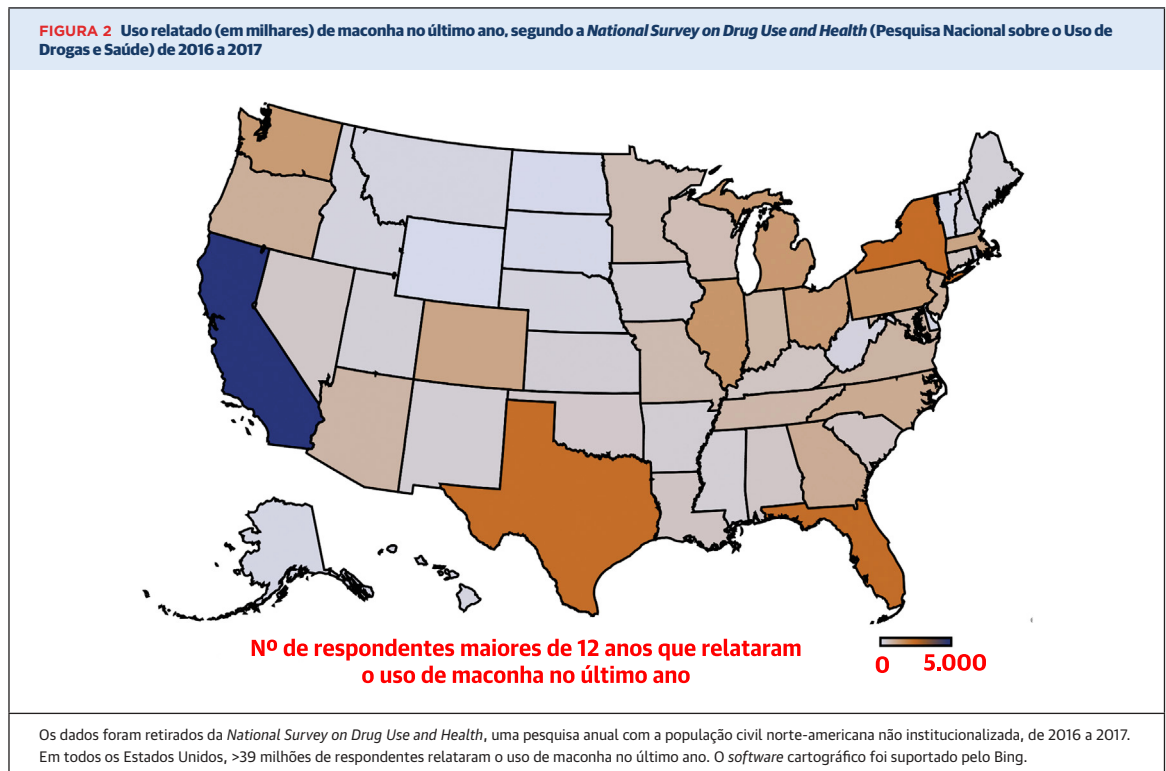 FIGURA 2 Uso relatado (em milhares) de maconha no último ano, segundo a National Survey on Drug Use and Health (Pesquisa Nacional sobre o Uso de
Drogas e Saúde) de 2016 a 2017
Nº de respondentes maiores de 12 anos que relataram
o uso de maconha no último ano
0 5.000
Os dados foram retirados da National Survey on Drug Use and Health, uma pesquisa anual com a população civil norte-americana não institucionalizada, de 2016 a 2017.
Em todos os Estados Unidos, >39 milhões de respondentes relataram o uso de maconha no último ano. O software cartográfico foi suportado pelo Bing.